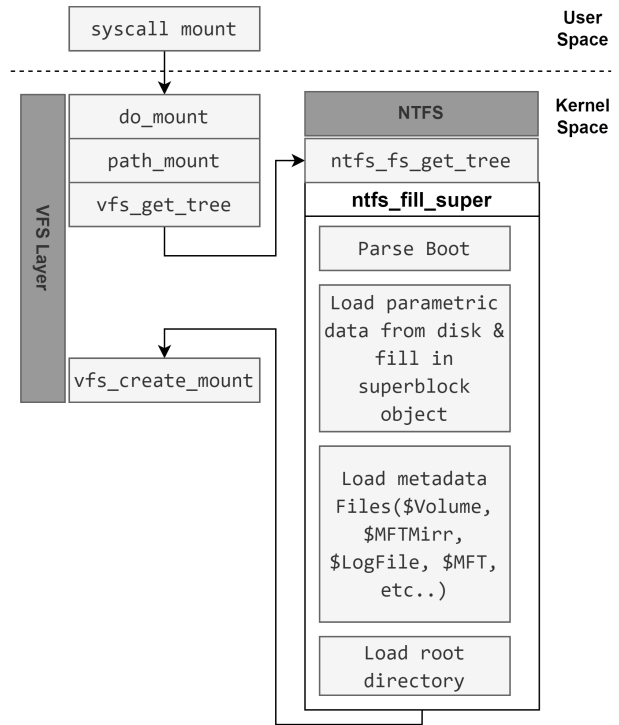 syscall mount
User
Space
VFS Layer
do_mount
path_mount
vfs_get_tree
vfs_create_mount
Kernel
Space
NTFS
ntfs_fs_get_tree
ntfs_fill_super
Parse Boot
Load parametric
data from disk &
fill in
superblock
object
Load metadata
Files($Volume,
$MFTMirr,
$LogFile, $MFT,
etc..)
Load root
directory